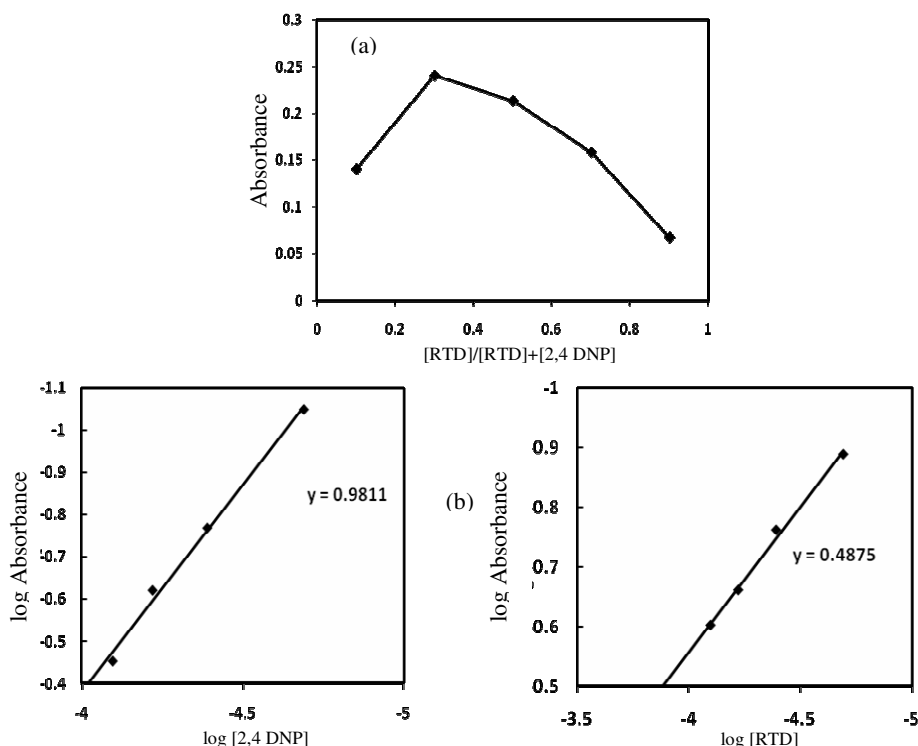 (a)
Absorbance
0.3
0.25
0.2
0.15
0.1
0.05
0
0 0.2 0.4 0.6 0.8 1
[RTD]/[RTD]+[2,4 DNP]
(b)
log Absorbance
-1.1
-1
-0.9
-0.8
-0.7
-0.6
-0.5
-0.4
y = 0.9811
-4 -4.5 -5
log [2,4 DNP]
log Absorbance
-1
0.9
0.8
0.7
0.6
0.5
y = 0.4875
-3.5 -4 -4.5 -5
log [RTD]